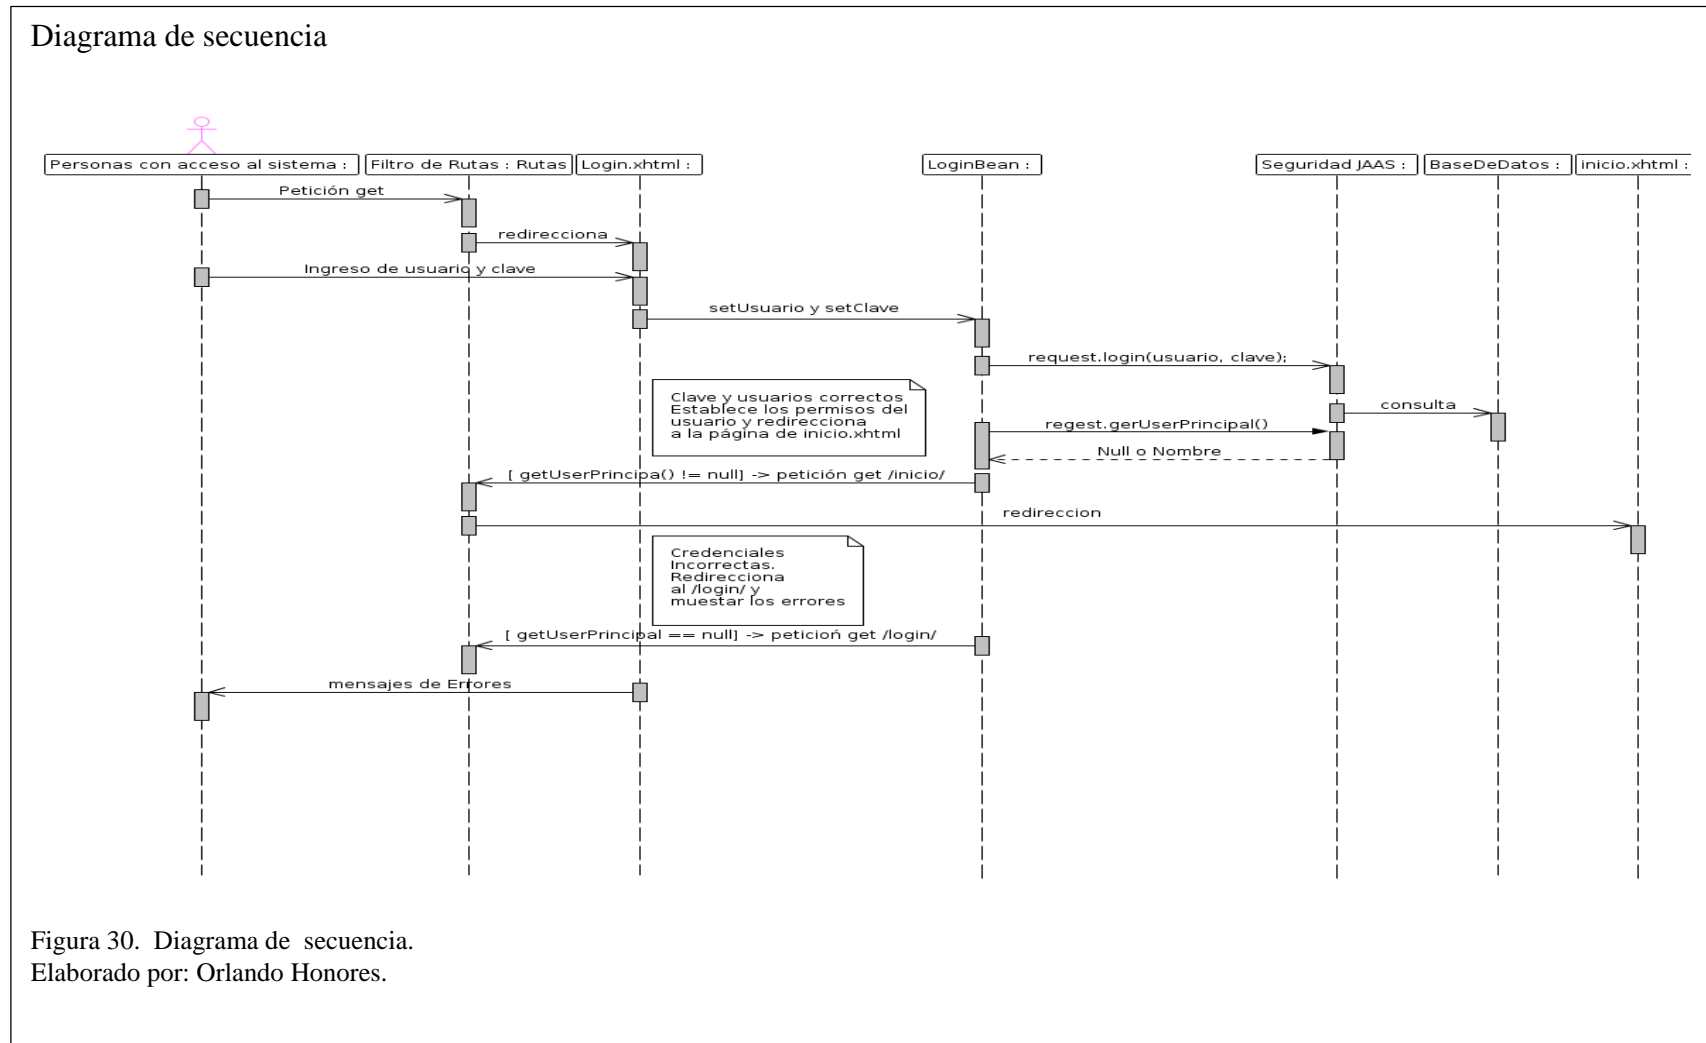 Diagrama de secuencia
Personas con acceso al sistema :
Filtro de Rutas : Rutas
Login.xhtml :
LoginBean :
Seguridad JAAS :
BaseDeDatos :
inicio.xhtml :
Petición get
redirecciona
Ingreso de usuario y clave
setUsuario y setClave
request.login(usuario, clave);
Clave y usuarios correctos
Establece los permisos del
usuario y redirecciona
a la página de inicio.xhtml
consulta
regest.gerUserPrincipal()
Null o Nombre
[ getUserPrincipa() != null] -> petición get /inicio/
redireccion
Credenciales
Incorrectas.
Redirecciona
al /login/ y
muestar los errores
[ getUserPrincipal == null] -> peticioń get /login/
mensajes de Errores
Figura 30.  Diagrama de  secuencia.
Elaborado por: Orlando Honores.